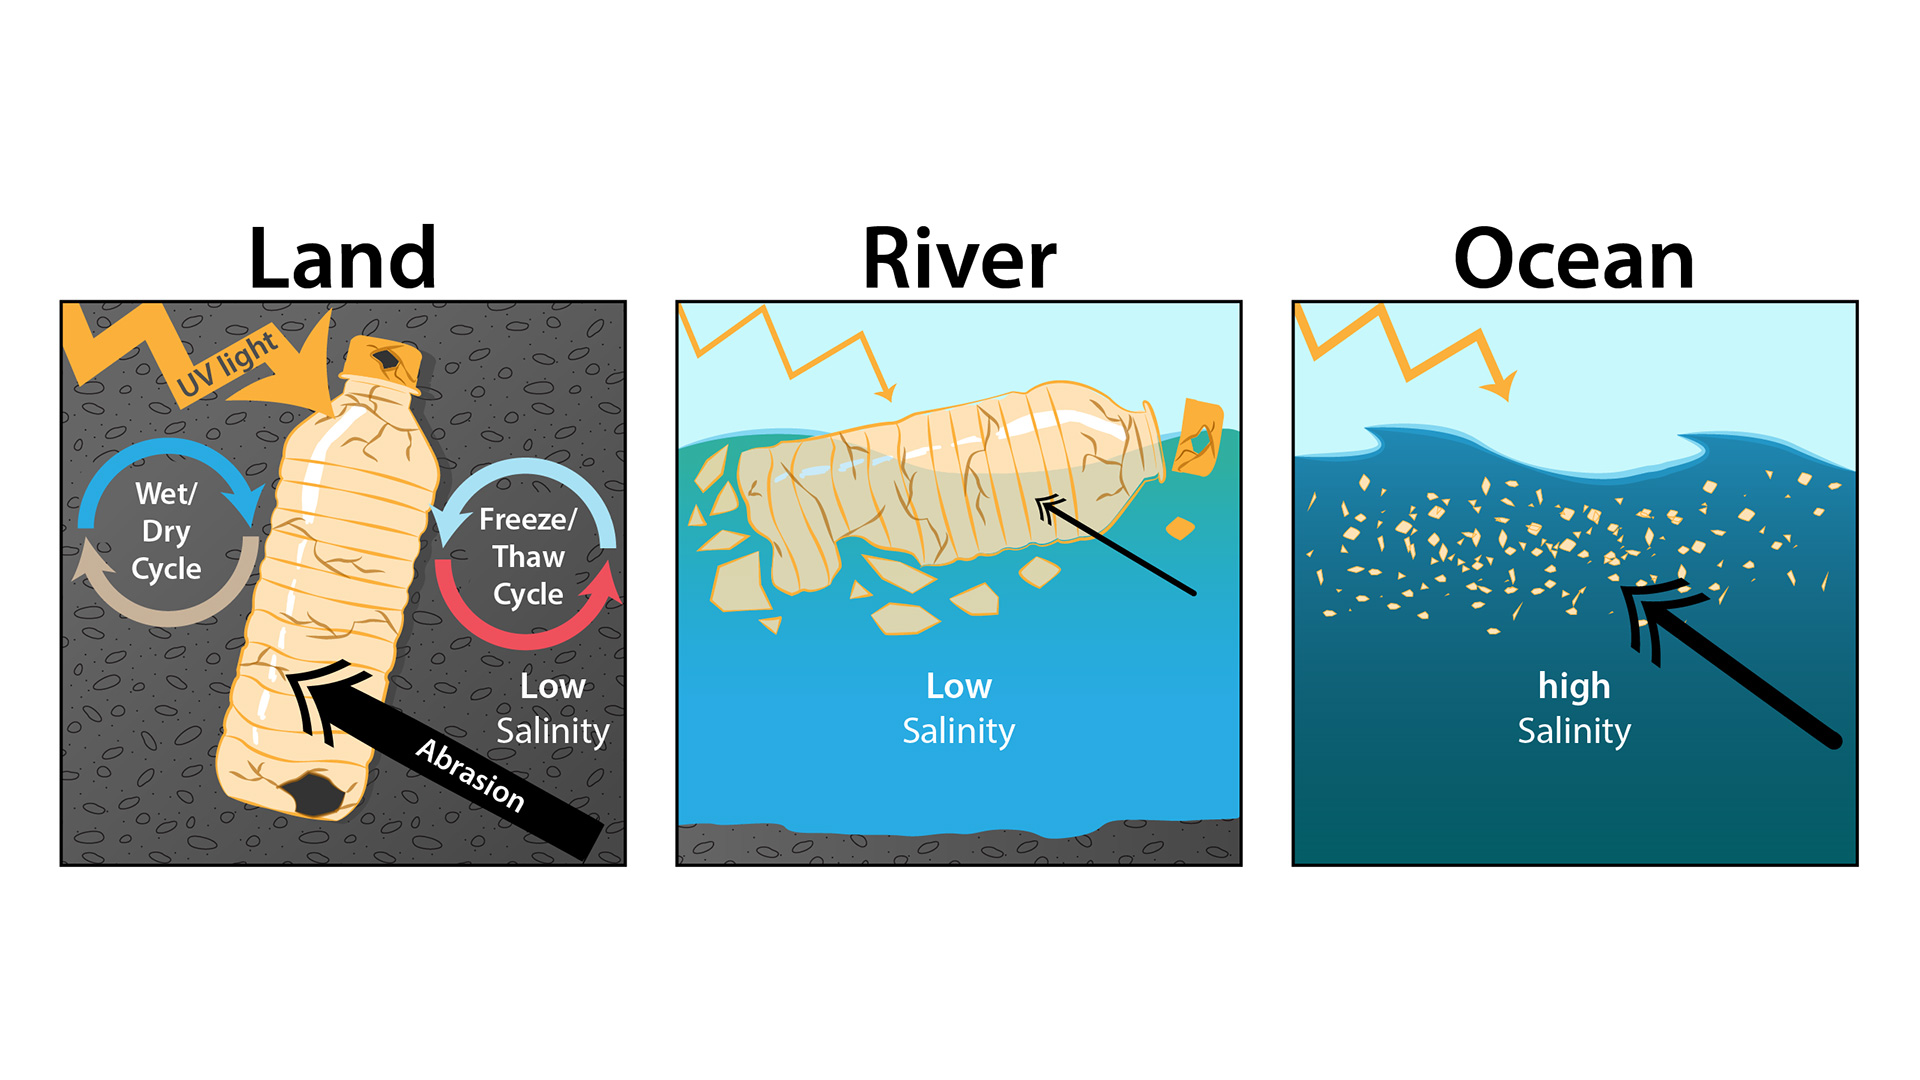 Land
UV light
Wet/
Dry
Cycle
Freeze/
Thaw
Cycle
Low
Salinity
Abrasion
River
Low
Salinity
Ocean
high
Salinity